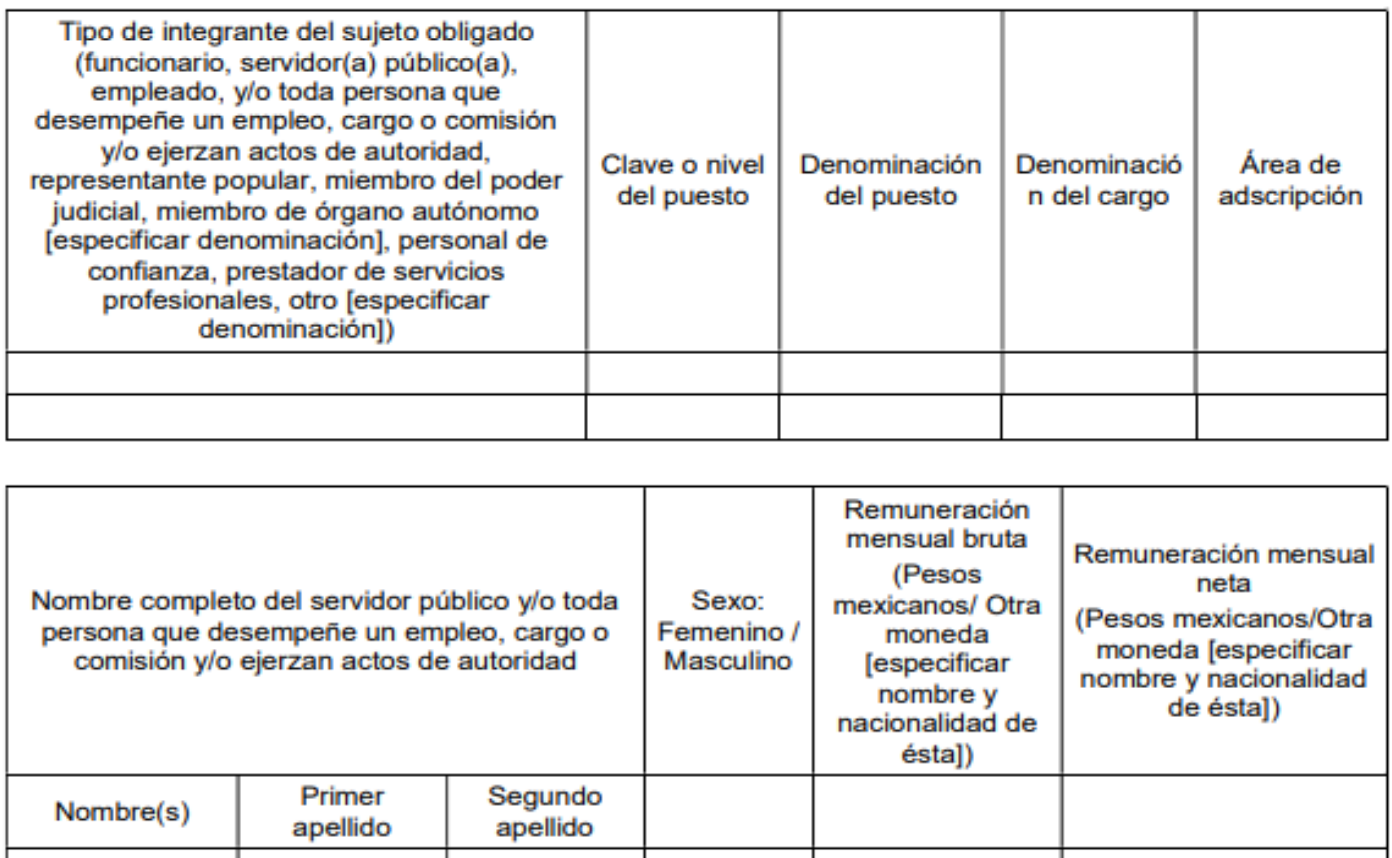 Tipo de integrante del sujeto obligado
(funcionario, servidor(a) público(a),
empleado, y/o toda persona que
desempeñe un empleo, cargo o comisión
y/o ejerzan actos de autoridad,
representante popular, miembro del poder
judicial, miembro de órgano autónomo
[especificar denominación], personal de
confianza, prestador de servicios
profesionales, otro [especificar
denominación])
Clave o nivel
del puesto
Denominación
del puesto
Denominació
n del cargo
Área de
adscripción
Nombre completo del servidor público y/o toda
persona que desempeñe un empleo, cargo o
comisión y/o ejerzan actos de autoridad
Sexo:
Femenino /
Masculino
Remuneración
mensual bruta
(Pesos
mexicanos/ Otra
moneda
[especificar
nombre y
nacionalidad de
ésta])
Remuneración mensual
neta
(Pesos mexicanos/Otra
moneda [especificar
nombre y nacionalidad
de ésta])
Nombre(s)
Primer
apellido
Segundo
apellido